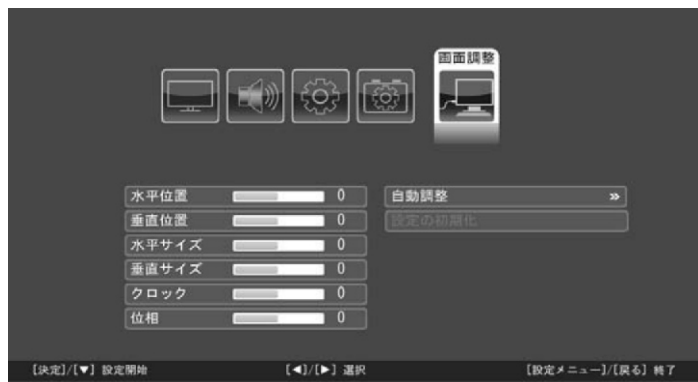 画面調整
水平位置 0
垂直位置 0
水平サイズ 0
垂直サイズ 0
クロック 0
位相 0
自動調整 »
設定の初期化
【決定】/【▼】 設定開始
【◀】/【▶】 選択
【設定メニュー】/【戻る】 終了